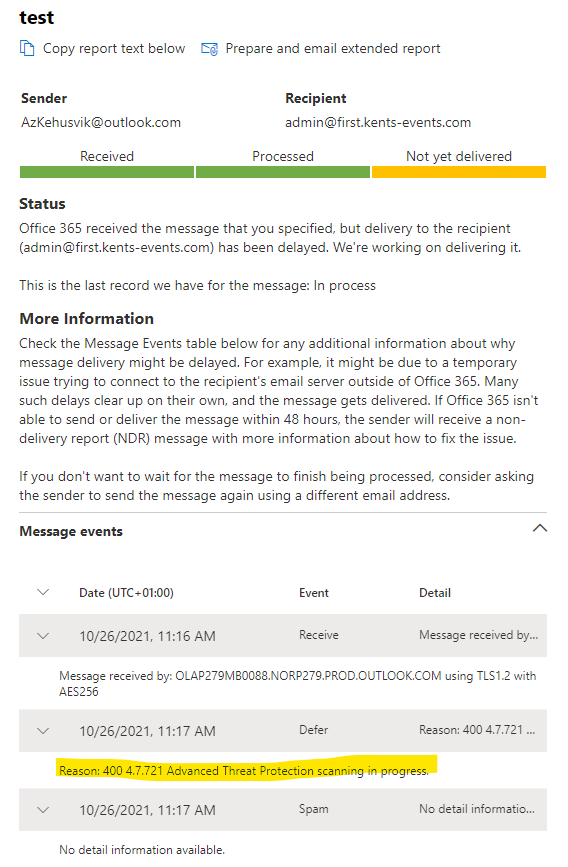 test
Copy report text below Prepare and email extended report
Sender Recipient
AzKehusvik@outlook.com admin@first.kents-events.com
Received Processed Not yet delivered
Status
Office 365 received the message that you specified, but delivery to the recipient
(admin@first.kents-events.com) has been delayed. We're working on delivering it.
This is the last record we have for the message: In process
More Information
Check the Message Events table below for any additional information about why
message delivery might be delayed. For example, it might be due to a temporary
issue trying to connect to the recipient's email server outside of Office 365. Many
such delays clear up on their own, and the message gets delivered. If Office 365 isn't
able to send or deliver the message within 48 hours, the sender will receive a non-
delivery report (NDR) message with more information about how to fix the issue.
If you don't want to wait for the message to finish being processed, consider asking
the sender to send the message again using a different email address.
Message events
Date (UTC+01:00) Event Detail
10/26/2021, 11:16 AM Receive Message received by...
Message received by: OLAP279MB0088.NORP279.PROD.OUTLOOK.COM using TLS1.2 with
AES256
10/26/2021, 11:17 AM Defer Reason: 400 4.7.721 ...
Reason: 400 4.7.721 Advanced Threat Protection scanning in progress.
10/26/2021, 11:17 AM Spam No detail informatio...
No detail information available.